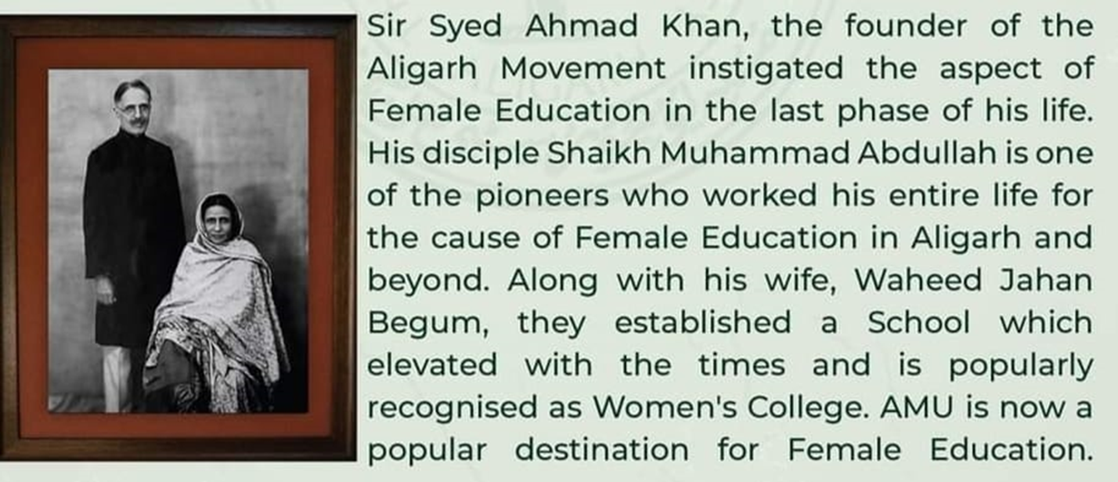 Sir Syed Ahmad Khan, the founder of the
Aligarh Movement instigated the aspect of
Female Education in the last phase of his life.
His disciple Shaikh Muhammad Abdullah is one
of the pioneers who worked his entire life for
the cause of Female Education in Aligarh and
beyond. Along with his wife, Waheed Jahan
Begum, they established a School which
elevated with the times and is popularly
recognised as Women's College. AMU is now a
popular destination for Female Education.